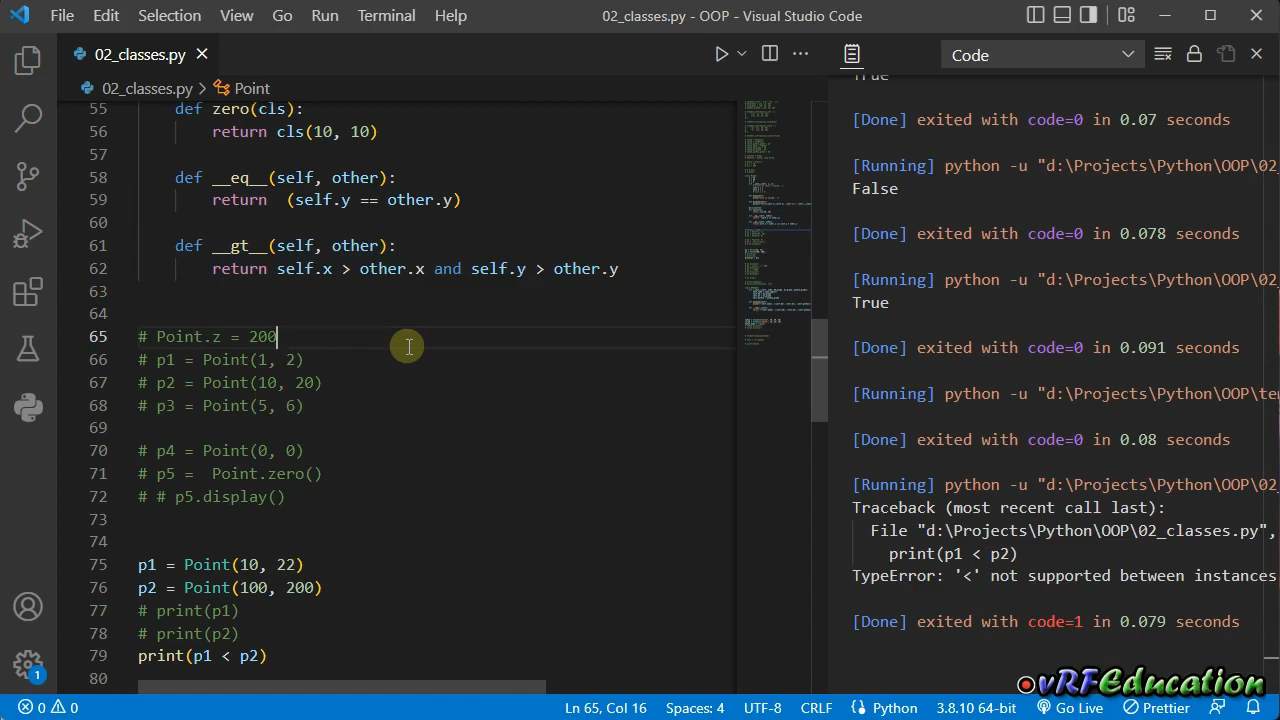 File Edit Selection View Go Run Terminal Help 02_classes.py - OOP - Visual Studio Code
02_classes.py
Code
02_classes.py > Point
55 def zero(cls):
56 return cls(10, 10)
57
58 def __eq__(self, other):
59 return (self.y == other.y)
60
61 def __gt__(self, other):
62 return self.x > other.x and self.y > other.y
63
64
65 # Point.z = 200
66 # p1 = Point(1, 2)
67 # p2 = Point(10, 20)
68 # p3 = Point(5, 6)
69
70 # p4 = Point(0, 0)
71 # p5 = Point.zero()
72 # # p5.display()
73
74
75 p1 = Point(10, 22)
76 p2 = Point(100, 200)
77 # print(p1)
78 # print(p2)
79 print(p1 < p2)
80
True
[Done] exited with code=0 in 0.07 seconds
[Running] python -u "d:\Projects\Python\OOP\02_
False
[Done] exited with code=0 in 0.078 seconds
[Running] python -u "d:\Projects\Python\OOP\02_
True
[Done] exited with code=0 in 0.091 seconds
[Running] python -u "d:\Projects\Python\OOP\te
[Done] exited with code=0 in 0.08 seconds
[Running] python -u "d:\Projects\Python\OOP\02_
Traceback (most recent call last):
File "d:\Projects\Python\OOP\02_classes.py",
print(p1 < p2)
TypeError: '<' not supported between instances
[Done] exited with code=1 in 0.079 seconds
vRFEducation
1
0 0 Ln 65, Col 16 Spaces: 4 UTF-8 CRLF Python 3.8.10 64-bit Go Live Prettier